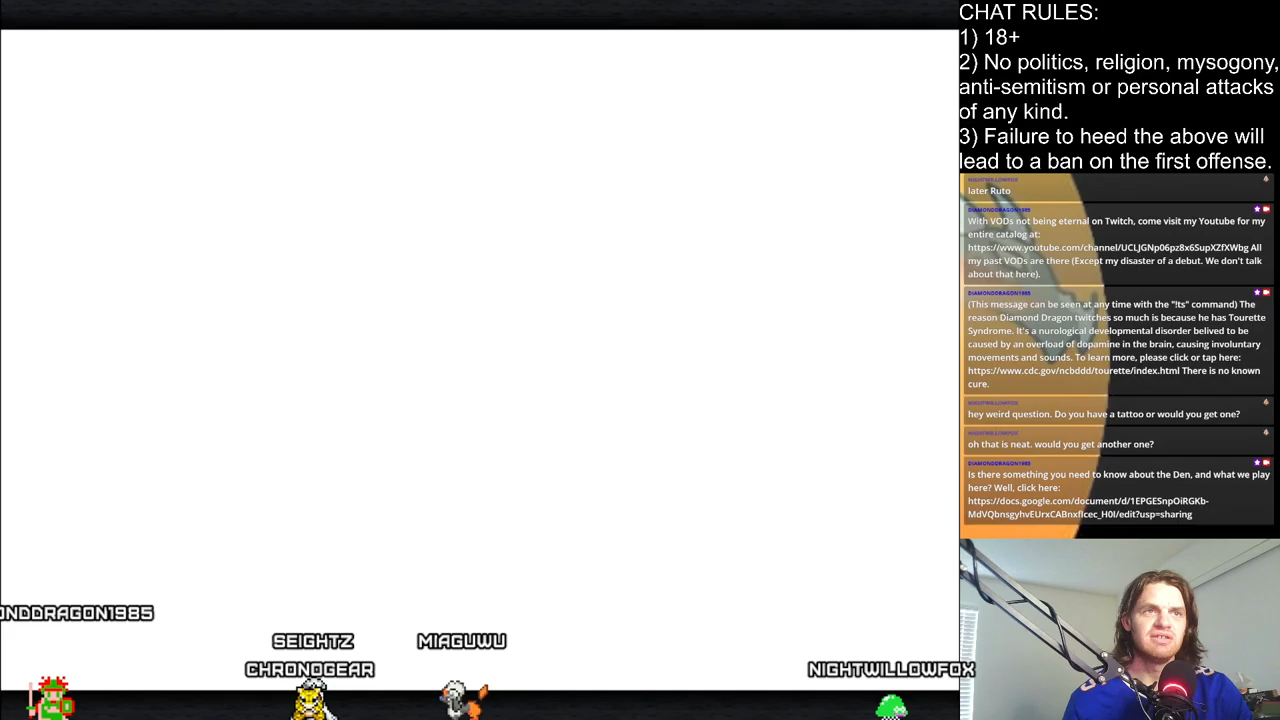 CHAT RULES:
1) 18+
2) No politics, religion, mysogony,
anti-semitism or personal attacks
of any kind.
3) Failure to heed the above will
lead to a ban on the first offense.
NIGHTWILLOWFOX
later Ruto
DIAMONDDRAGON1985
With VODs not being eternal on Twitch, come visit my Youtube for my
entire catalog at:
https://www.youtube.com/channel/UCLJGNp06pz8x6SupXZfXWbg All
my past VODs are there (Except my disaster of a debut. We don't talk
about that here).
DIAMONDDRAGON1985
(This message can be seen at any time with the "!ts" command) The
reason Diamond Dragon twitches so much is because he has Tourette
Syndrome. It's a nurological developmental disorder belived to be
caused by an overload of dopamine in the brain, causing involuntary
movements and sounds. To learn more, please click or tap here:
https://www.cdc.gov/ncbddd/tourette/index.html There is no known
cure.
NIGHTWILLOWFOX
hey weird question. Do you have a tattoo or would you get one?
NIGHTWILLOWFOX
oh that is neat. would you get another one?
DIAMONDDRAGON1985
Is there something you need to know about the Den, and what we play
here? Well, click here:
https://docs.google.com/document/d/1EPGESnpOiRGKb-
MdVQbnsgyhvEUrxCABnxfIcec_H0I/edit?usp=sharing
ONDDRAGON1985
SEIGHTZ
MIAGUWU
CHRONOGEAR
NIGHTWILLOWFOX